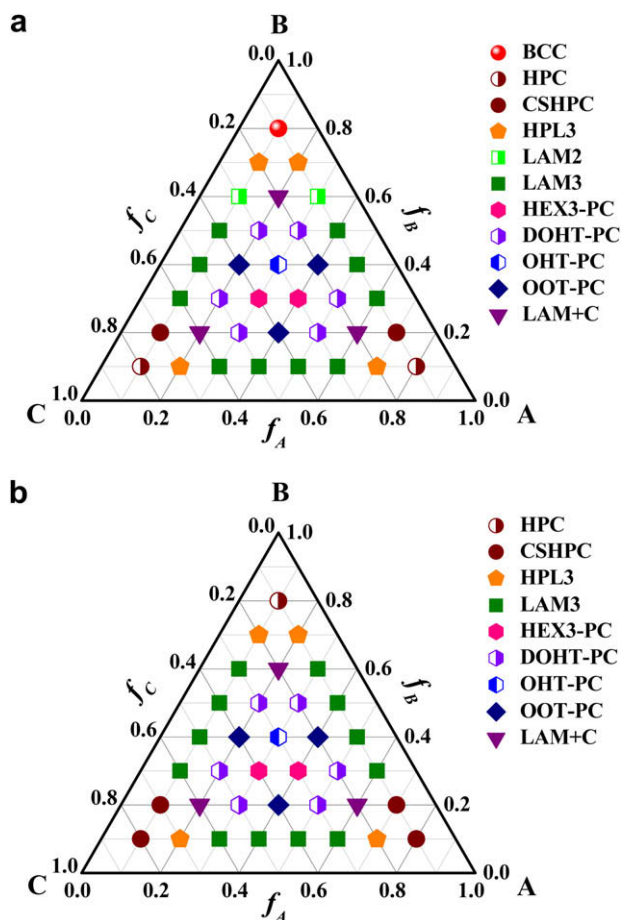 a
B
0.0 1.0
BCC
HPC
CSHPC
0.2 0.8
HPL3
LAM2
0.4 0.6
LAM3
f_C f_B
HEX3-PC
DOHT-PC
0.6 0.4
OHT-PC
OOT-PC
LAM+C
0.8 0.2
1.0 0.0
C 0.0 0.2 0.4 0.6 0.8 1.0 A
f_A
b
B
0.0 1.0
HPC
CSHPC
0.2 0.8
HPL3
LAM3
HEX3-PC
0.4 0.6
DOHT-PC
f_C f_B
OHT-PC
0.6 0.4
OOT-PC
LAM+C
0.8 0.2
1.0 0.0
C 0.0 0.2 0.4 0.6 0.8 1.0 A
f_A